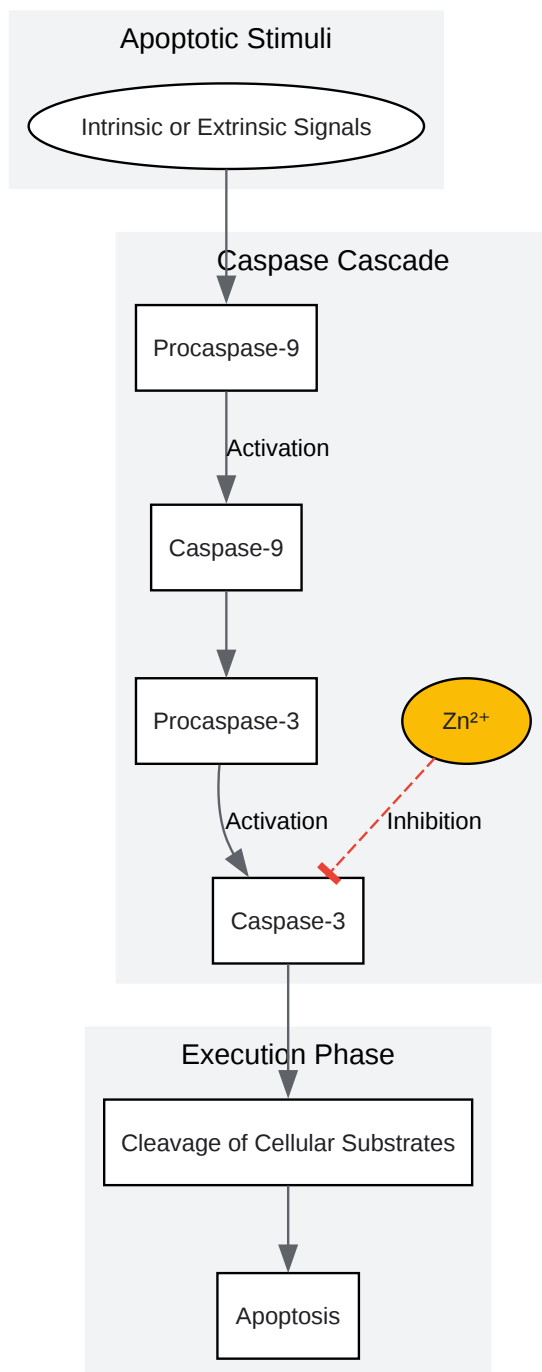 Apoptotic Stimuli
Intrinsic or Extrinsic Signals
Caspase Cascade
Procaspase-9
Activation
Caspase-9
Procaspase-3
Zn²⁺
Activation
Inhibition
Caspase-3
Execution Phase
Cleavage of Cellular Substrates
Apoptosis